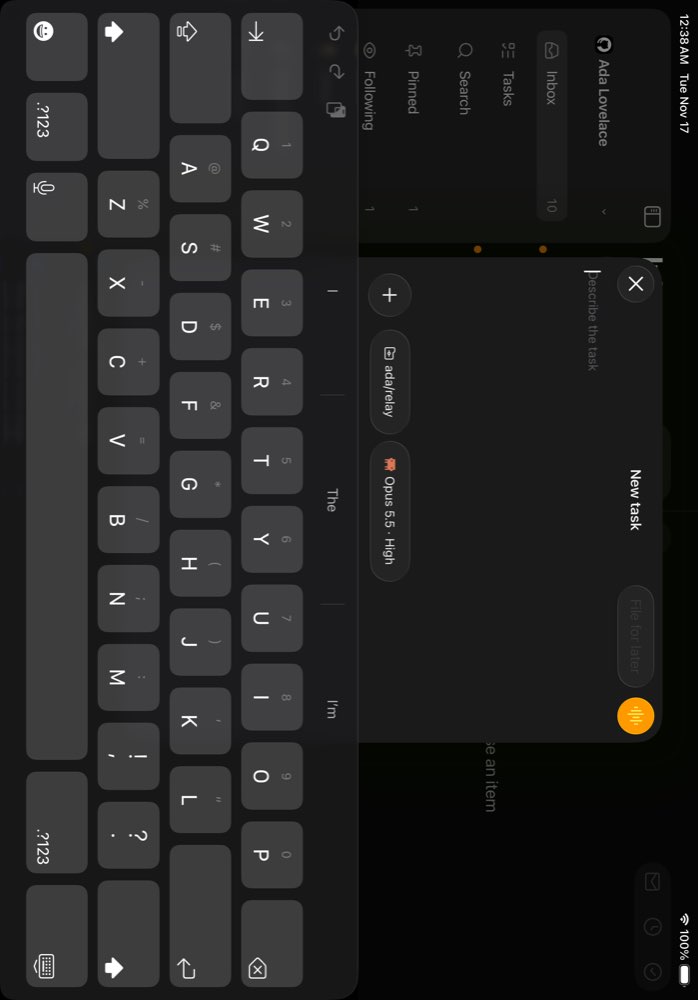 12:38 AM Tue Nov 17
100%
New task
File for later
Ada Lovelace
Describe the task
Inbox 10
Tasks
se an item
Search
Pinned 1
ada/relay
Opus 5.5 · High
Following 1
I The I'm
1 2 3 4 5 6 7 8 9 0
Q W E R T Y U I O P
@ # $ & * ( ) ' "
A S D F G H J K L
% - + = / ; : ! ?
Z X C V B N M , .
.?123 .?123